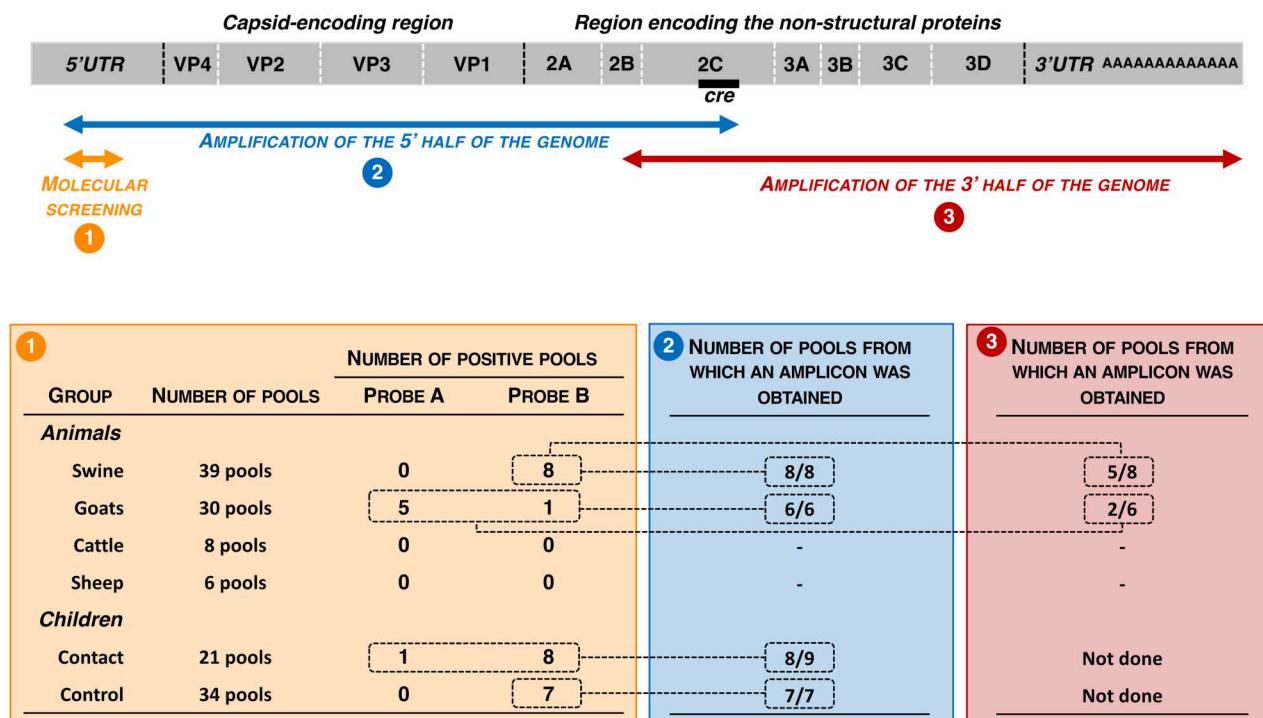 Capsid-encoding region Region encoding the non-structural proteins
5'UTR VP4 VP2 VP3 VP1 2A 2B 2C 3A 3B 3C 3D 3'UTR AAAAAAAAAAAAA
cre
AMPLIFICATION OF THE 5' HALF OF THE GENOME
2
MOLECULAR
SCREENING
1
AMPLIFICATION OF THE 3' HALF OF THE GENOME
3
1
NUMBER OF POSITIVE POOLS
GROUP NUMBER OF POOLS PROBE A PROBE B
2 NUMBER OF POOLS FROM
WHICH AN AMPLICON WAS
OBTAINED
3 NUMBER OF POOLS FROM
WHICH AN AMPLICON WAS
OBTAINED
Animals
Swine 39 pools 0 8 8/8 5/8
Goats 30 pools 5 1 6/6 2/6
Cattle 8 pools 0 0 - -
Sheep 6 pools 0 0 - -
Children
Contact 21 pools 1 8 8/9 Not done
Control 34 pools 0 7 7/7 Not done